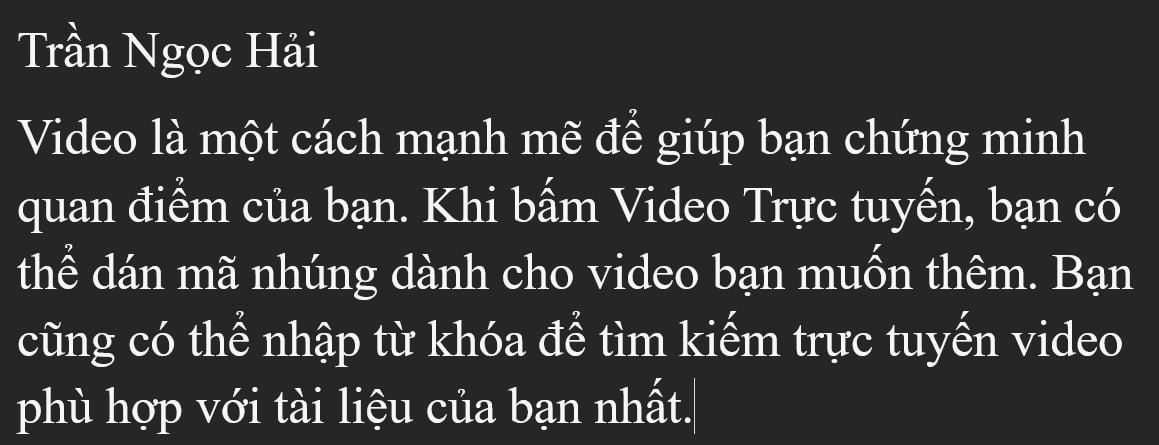 Trần Ngọc Hải
Video là một cách mạnh mẽ để giúp bạn chứng minh
quan điểm của bạn. Khi bấm Video Trực tuyến, bạn có
thể dán mã nhúng dành cho video bạn muốn thêm. Bạn
cũng có thể nhập từ khóa để tìm kiếm trực tuyến video
phù hợp với tài liệu của bạn nhất.